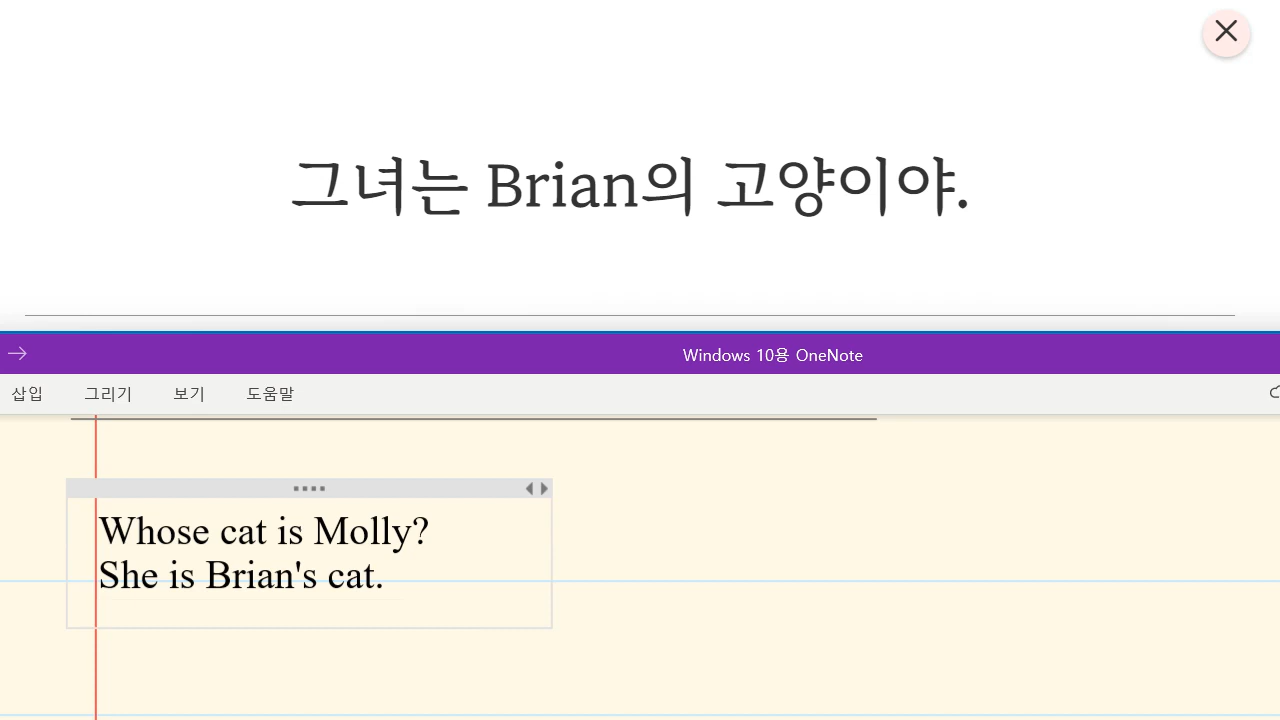 그녀는 Brian의 고양이야.
Windows 10용 OneNote
삽입 그리기 보기 도움말
Whose cat is Molly?
She is Brian's cat.